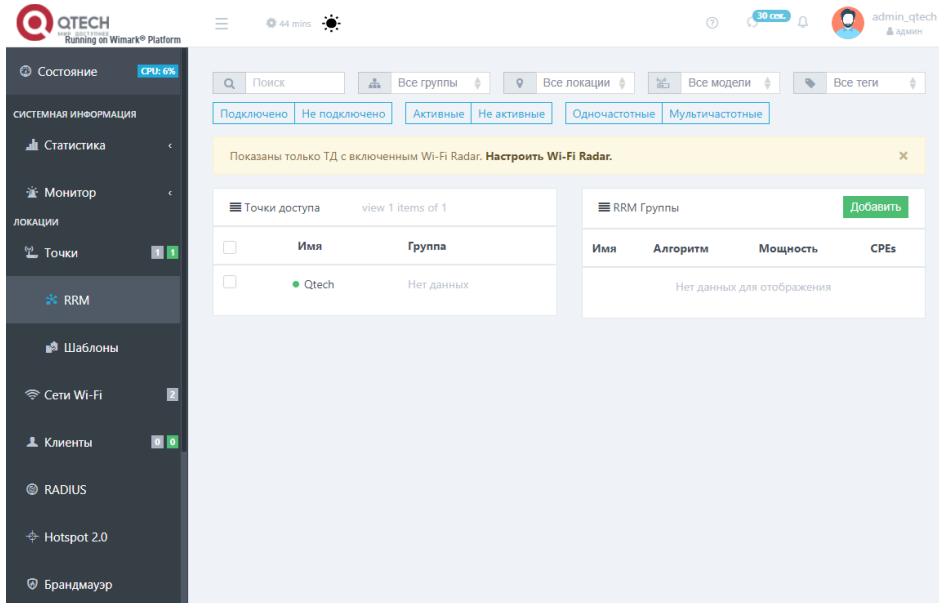 QTECH
МИР ДОСТУПНЕЕ
Running on Wimark® Platform
44 mins
30 сек.
admin_qtech
админ
Состояние CPU: 6%
СИСТЕМНАЯ ИНФОРМАЦИЯ
Статистика
Монитор
ЛОКАЦИИ
Точки 1 1
RRM
Шаблоны
Сети Wi-Fi 2
Клиенты 0 0
RADIUS
Hotspot 2.0
Брандмауэр
Поиск Все группы Все локации Все модели Все теги
Подключено Не подключено Активные Не активные Одночастотные Мультичастотные
Показаны только ТД с включенным Wi-Fi Radar. Настроить Wi-Fi Radar. ×
Точки доступа view 1 items of 1
Имя Группа
Qtech Нет данных
RRM Группы Добавить
Имя Алгоритм Мощность CPEs
Нет данных для отображения